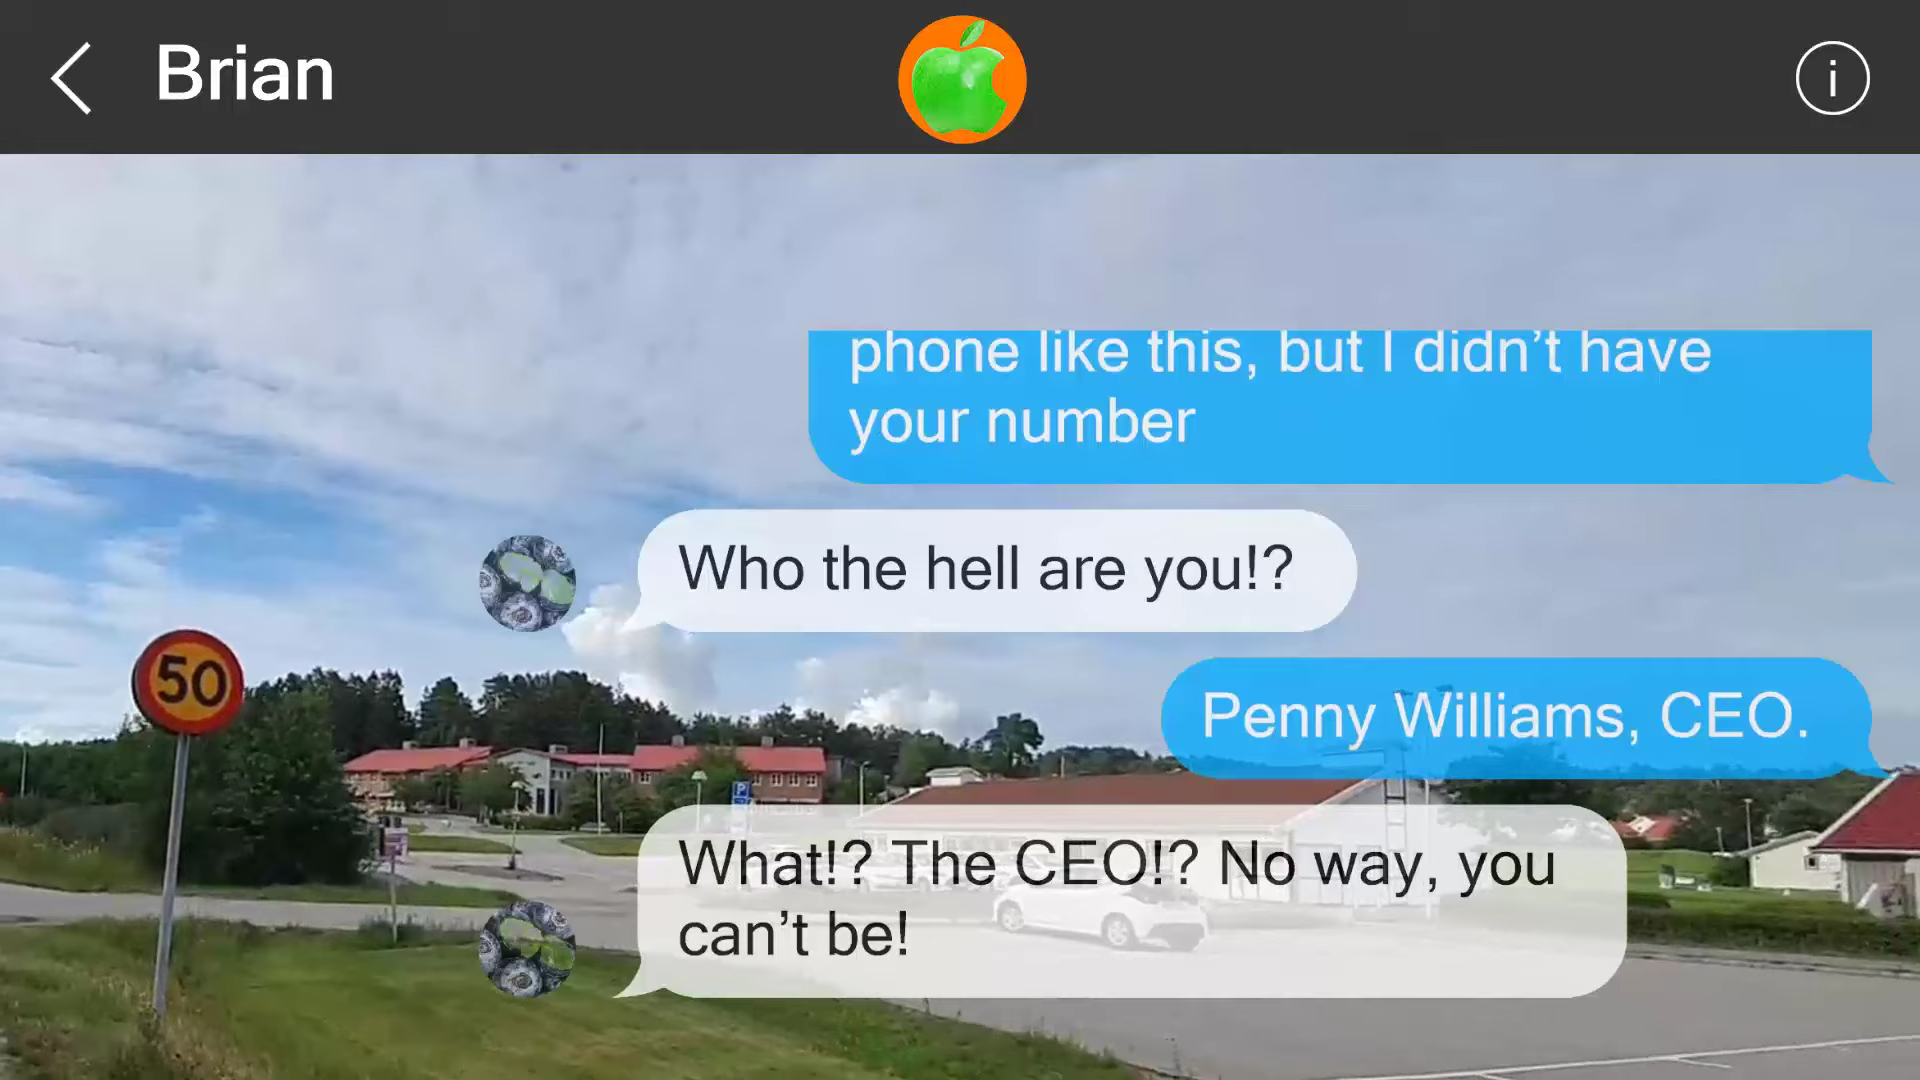 Brian
i
phone like this, but I didn’t have
your number
Who the hell are you!?
Penny Williams, CEO.
What!? The CEO!? No way, you
can’t be!
50
P